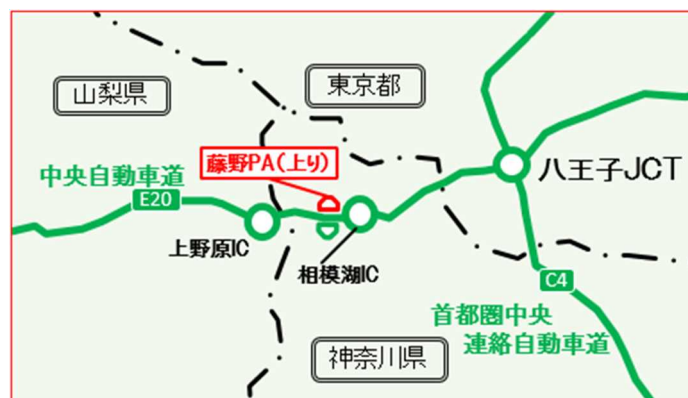 山梨県
東京都
藤野PA(上り)
中央自動車道
E20
八王子JCT
上野原IC
相模湖IC
C4
首都圏中央
連絡自動車道
神奈川県